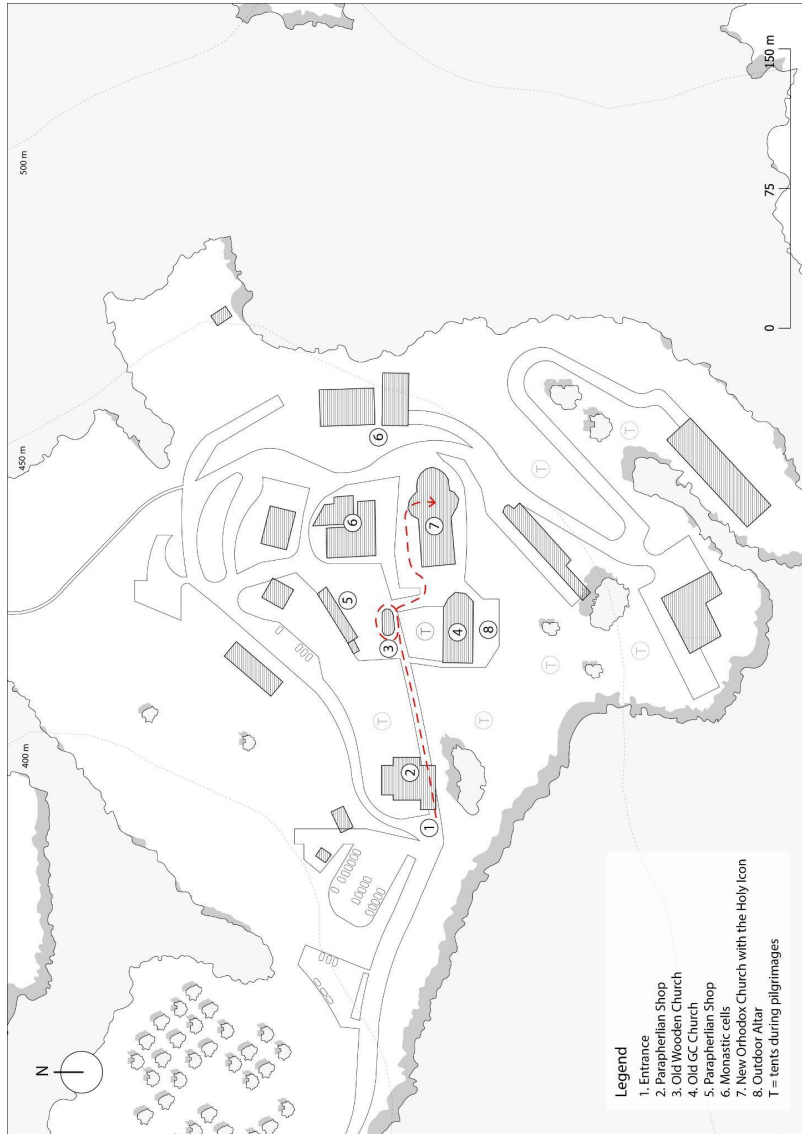 N
400 m
450 m
500 m
1
2
3
4
5
6
6
7
8
T
T
T
T
T
T
T
Legend
1. Entrance
2. Parapherlian Shop
3. Old Wooden Church
4. Old GC Church
5. Parapherlian Shop
6. Monastic cells
7. New Orthodox Church with the Holy Icon
8. Outdoor Altar
T = tents during pilgrimages
0
75
150 m